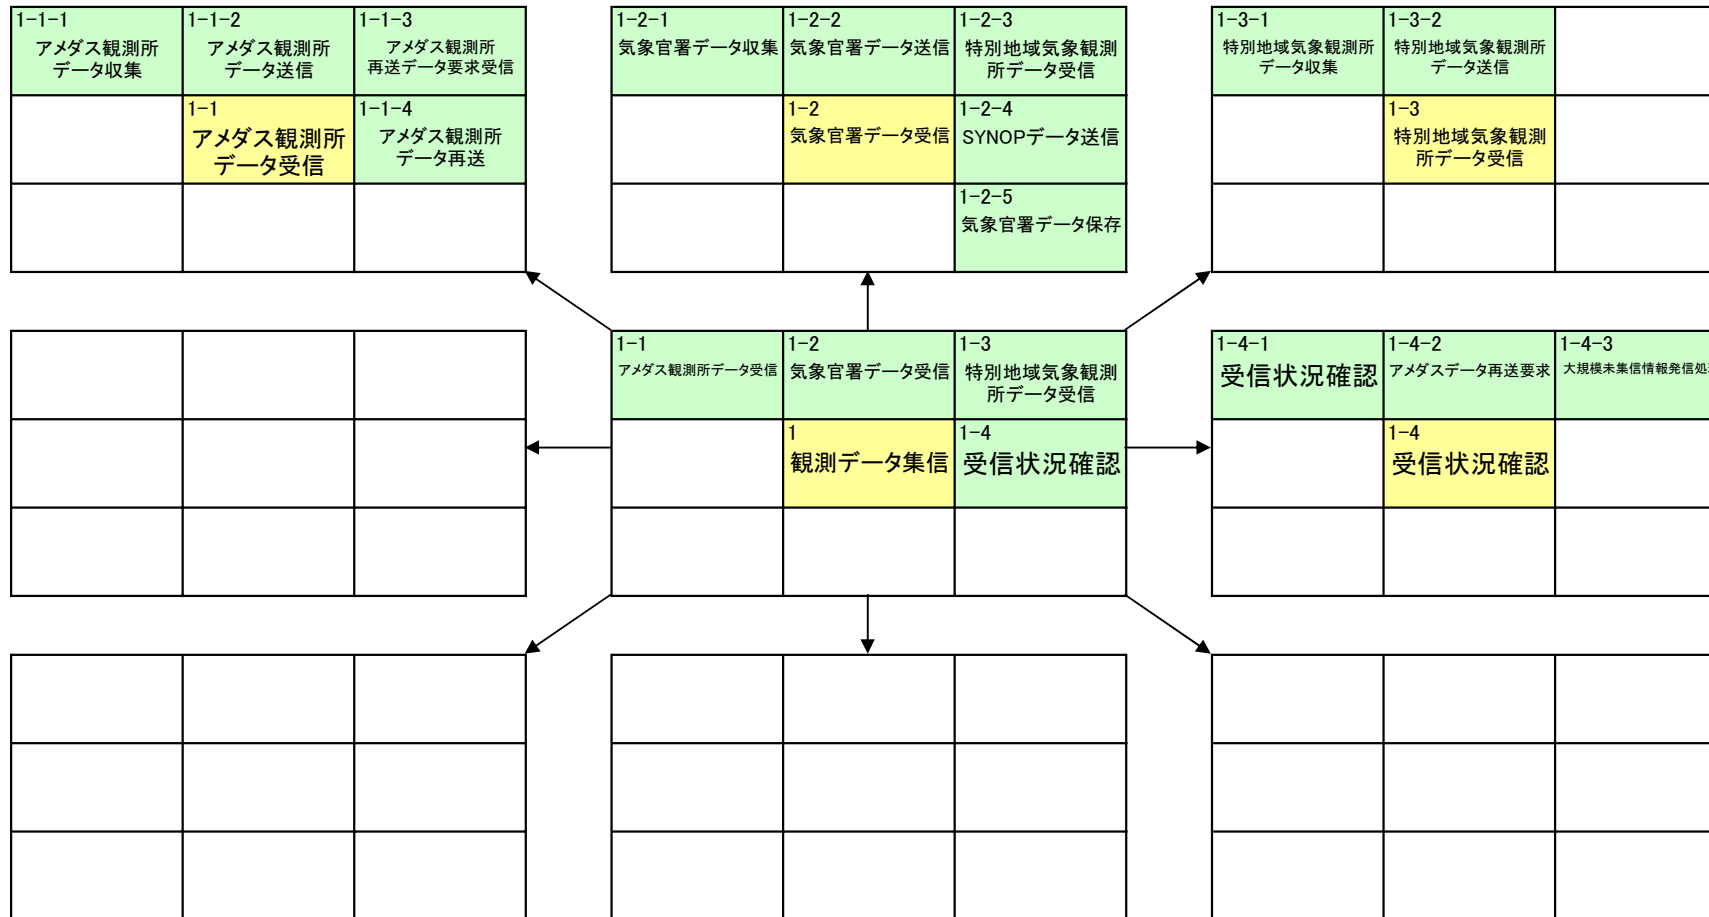 1-1-1
アメダス観測所
データ収集
1-1-2
アメダス観測所
データ送信
1-1-3
アメダス観測所
再送データ要求受信
1-1
アメダス観測所
データ受信
1-1-4
アメダス観測所
データ再送
1-2-1
気象官署データ収集
1-2-2
気象官署データ送信
1-2-3
特別地域気象観測
所データ受信
1-2
気象官署データ受信
1-2-4
SYNOPデータ送信
1-2-5
気象官署データ保存
1-3-1
特別地域気象観測所
データ収集
1-3-2
特別地域気象観測所
データ送信
1-3
特別地域気象観測
所データ受信
1-1
アメダス観測所データ受信
1-2
気象官署データ受信
1-3
特別地域気象観測
所データ受信
1
観測データ集信
1-4
受信状況確認
1-4-1
受信状況確認
1-4-2
アメダスデータ再送要求
1-4-3
大規模未集信情報発信処
1-4
受信状況確認